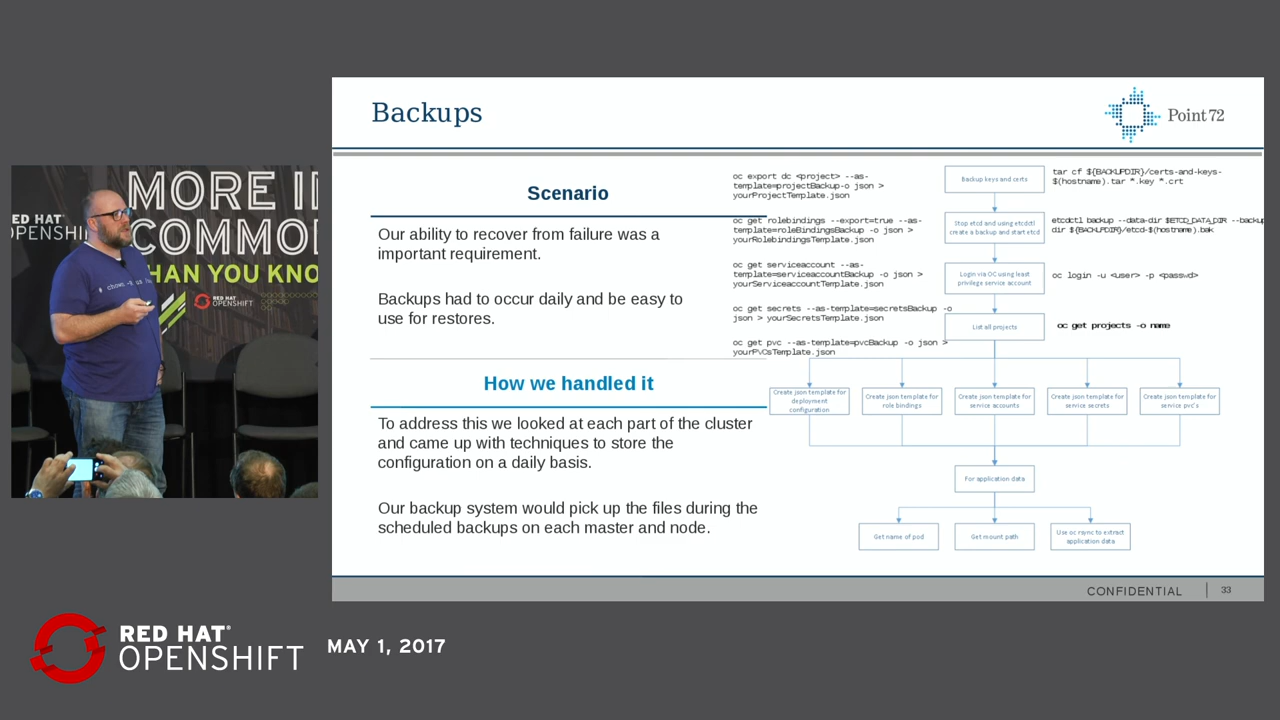 Backups
Point72
Scenario
Our ability to recover from failure was a
important requirement.
Backups had to occur daily and be easy to
use for restores.
How we handled it
To address this we looked at each part of the cluster
and came up with techniques to store the
configuration on a daily basis.
Our backup system would pick up the files during the
scheduled backups on each master and node.
oc export dc <project> --as-
template=projectBackup-o json >
yourProjectTemplate.json
oc get rolebindings --export=true --as-
template=roleBindingsBackup -o json >
yourRolebindingsTemplate.json
oc get serviceaccount --as-
template=serviceaccountBackup -o json >
yourServiceaccountTemplate.json
oc get secrets --as-template=secretsBackup -o
json > yourSecretsTemplate.json
oc get pvc --as-template=pvcBackup -o json >
yourPVCsTemplate.json
Backup keys and certs
tar cf ${BACKUPDIR}/certs-and-keys-
$(hostname).tar *.key *.crt
Stop etcd and using etcdctl
create a backup and start etcd
etcdctl backup --data-dir $ETCD_DATA_DIR --backup
dir ${BACKUPDIR}/etcd-$(hostname).bak
Login via OC using least
privilege service account
oc login -u <user> -p <passwd>
List all projects
oc get projects -o name
Create json template for
deployment
configuration
Create json template for
role bindings
Create json template for
service accounts
Create json template for
service secrets
Create json template for
service pvc's
For application data
Get name of pod
Get mount path
Use oc rsync to extract
application data
CONFIDENTIAL
33
MORE I
COMMO
HAN YOU KNO
ED HAT
PENSHI
RED HAT
OPENSHIFT
RED HAT®
OPENSHIFT
MAY 1, 2017